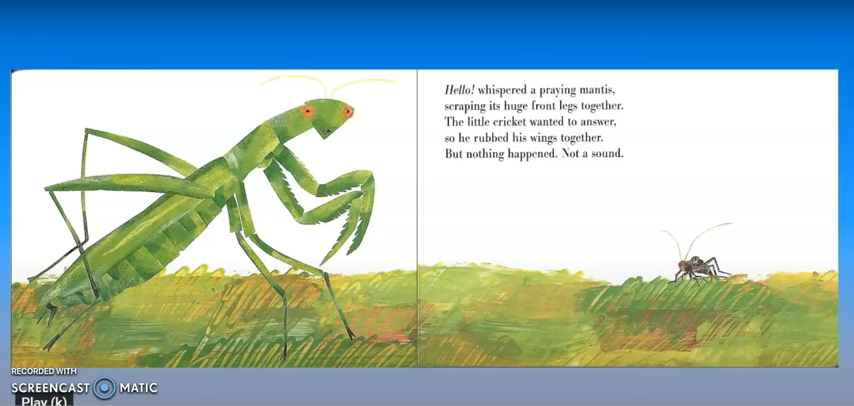 Hello! whispered a praying mantis,
scraping its huge front legs together.
The little cricket wanted to answer,
so he rubbed his wings together.
But nothing happened. Not a sound.
RECORDED WITH
SCREENCAST MATIC
Play (k)